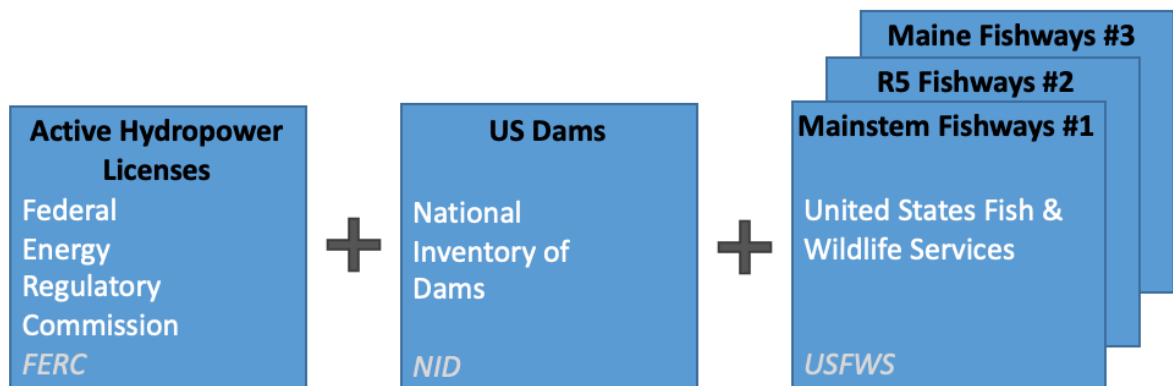 Active Hydropower
Licenses
Federal
Energy
Regulatory
Commission
FERC
US Dams
National
Inventory of
Dams
NID
Maine Fishways #3
R5 Fishways #2
Mainstem Fishways #1
United States Fish &
Wildlife Services
USFWS